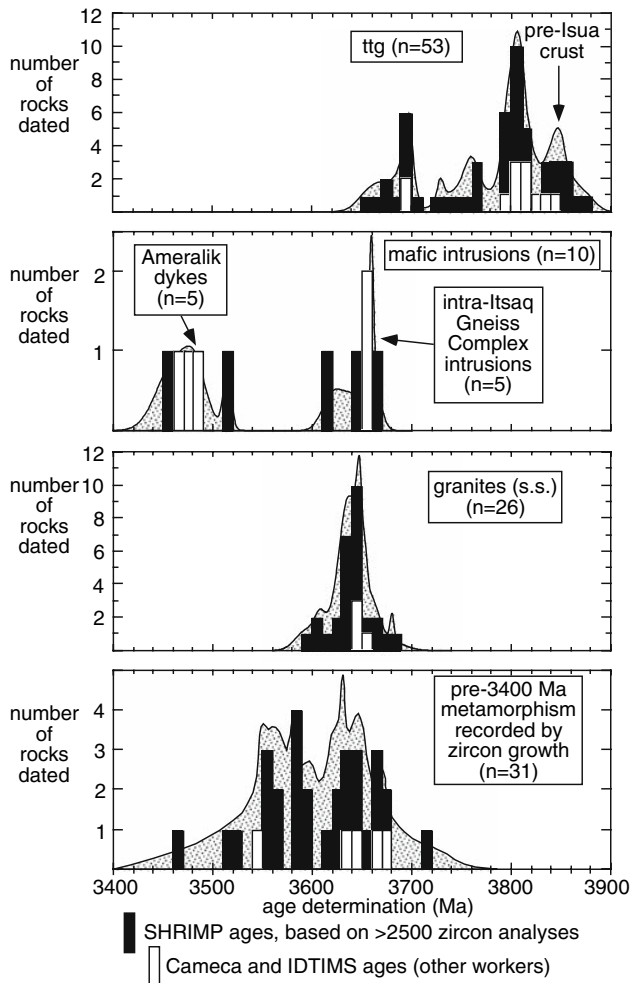 12
10
8
6
4
2
number
of
rocks
dated
ttg (n=53)
pre-Isua
crust
2
1
number
of
rocks
dated
Ameralik
dykes
(n=5)
mafic intrusions (n=10)
intra-Itsaq
Gneiss
Complex
intrusions
(n=5)
12
10
8
6
4
2
number
of
rocks
dated
granites (s.s.)
(n=26)
4
3
2
1
number
of
rocks
dated
pre-3400 Ma
metamorphism
recorded by
zircon growth
(n=31)
3400 3500 3600 3700 3800 3900
age determination (Ma)
SHRIMP ages, based on >2500 zircon analyses
Cameca and IDTIMS ages (other workers)